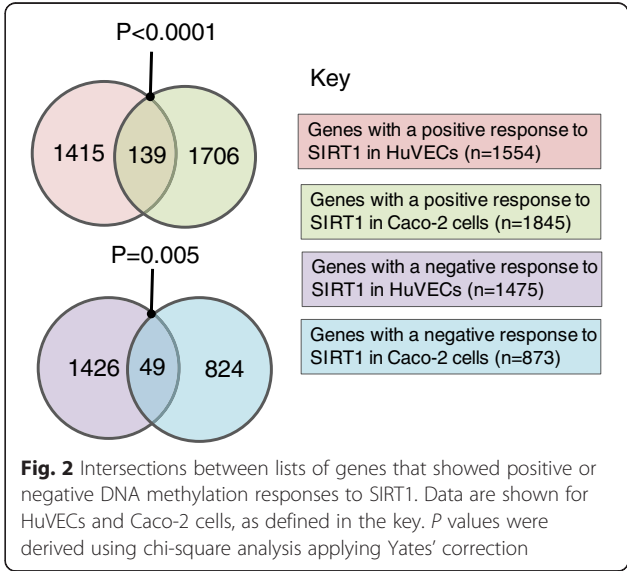 P<0.0001
1415
139
1706
P=0.005
1426
49
824
Key
Genes with a positive response to
SIRT1 in HuVECs (n=1554)
Genes with a positive response to
SIRT1 in Caco-2 cells (n=1845)
Genes with a negative response to
SIRT1 in HuVECs (n=1475)
Genes with a negative response to
SIRT1 in Caco-2 cells (n=873)
Fig. 2 Intersections between lists of genes that showed positive or
negative DNA methylation responses to SIRT1. Data are shown for
HuVECs and Caco-2 cells, as defined in the key. P values were
derived using chi-square analysis applying Yates’ correction